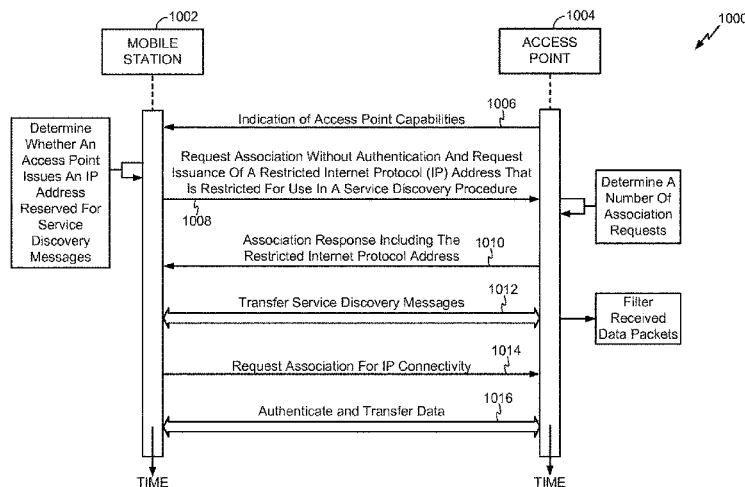 1000
1002
1004
MOBILE
STATION
ACCESS
POINT
Indication of Access Point Capabilities
1006
Determine
Whether An
Access Point
Issues An IP
Address
Reserved For
Service
Discovery
Messages
Request Association Without Authentication And Request
Issuance Of A Restricted Internet Protocol (IP) Address That
Is Restricted For Use In A Service Discovery Procedure
1008
Determine A
Number Of
Association
Requests
Association Response Including The
Restricted Internet Protocol Address
1010
Transfer Service Discovery Messages
1012
Filter
Received
Data Packets
Request Association For IP Connectivity
1014
Authenticate and Transfer Data
1016
TIME
TIME